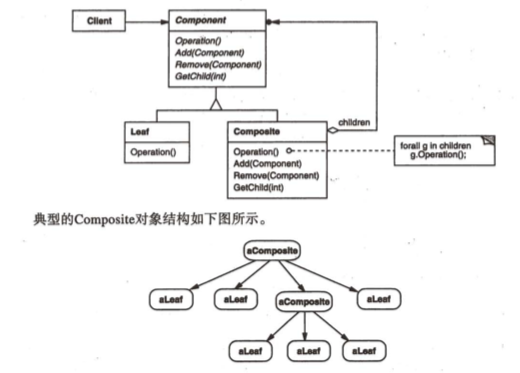 Client
Component
Operation()
Add(Component)
Remove(Component)
GetChild(int)
children
Leaf
Operation()
Composite
Operation()
Add(Component)
Remove(Component)
GetChild(int)
forall g in children
g.Operation();
典型的Composite对象结构如下图所示。
aComposite
aLeaf
aLeaf
aComposite
aLeaf
aLeaf
aLeaf
aLeaf